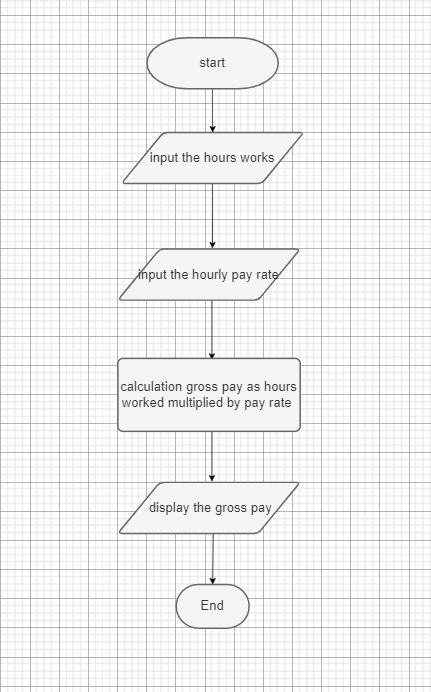 start
input the hours works
input the hourly pay rate
calculation gross pay as hours
worked multiplied by pay rate
display the gross pay
End